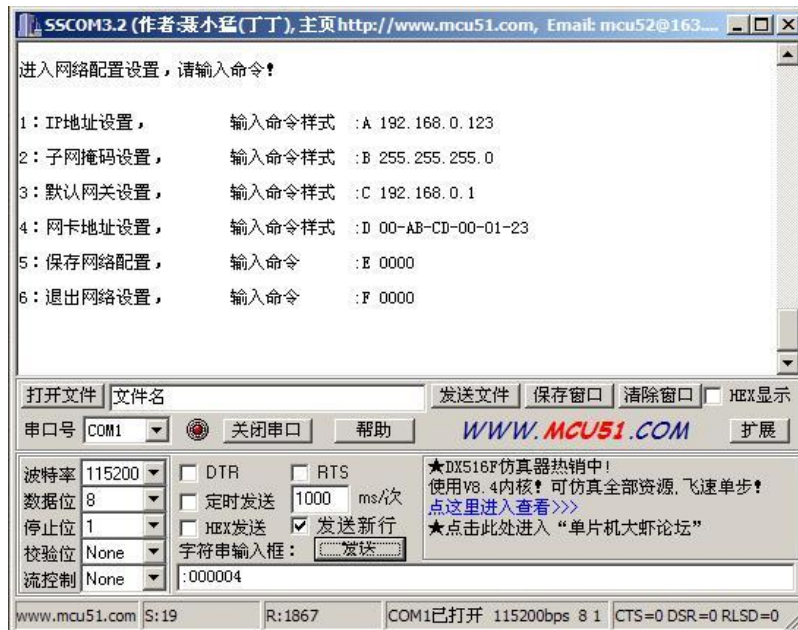 SSCOM3.2 (作者:聂小猛(丁丁), 主页http://www.mcu51.com, Email: mcu52@163....
进入网络配置设置，请输入命令！
1：IP地址设置， 输入命令样式 :A 192.168.0.123
2：子网掩码设置， 输入命令样式 :B 255.255.255.0
3：默认网关设置， 输入命令样式 :C 192.168.0.1
4：网卡地址设置， 输入命令样式 :D 00-AB-CD-00-01-23
5：保存网络配置， 输入命令 :E 0000
6：退出网络设置， 输入命令 :F 0000
打开文件 文件名 发送文件 保存窗口 清除窗口 HEX显示
串口号 COM1 关闭串口 帮助 WWW.MCU51.COM 扩展
波特率 115200 DTR RTS
数据位 8 定时发送 1000 ms/次
停止位 1 HEX发送 发送新行
校验位 None 字符串输入框： 发送
流控制 None :000004
★DX516F仿真器热销中!
使用V8.4内核! 可仿真全部资源,飞速单步!
点这里进入查看>>>
★点击此处进入“单片机大虾论坛”
www.mcu51.com S:19 R:1867 COM1已打开 115200bps 8 1 CTS=0 DSR=0 RLSD=0